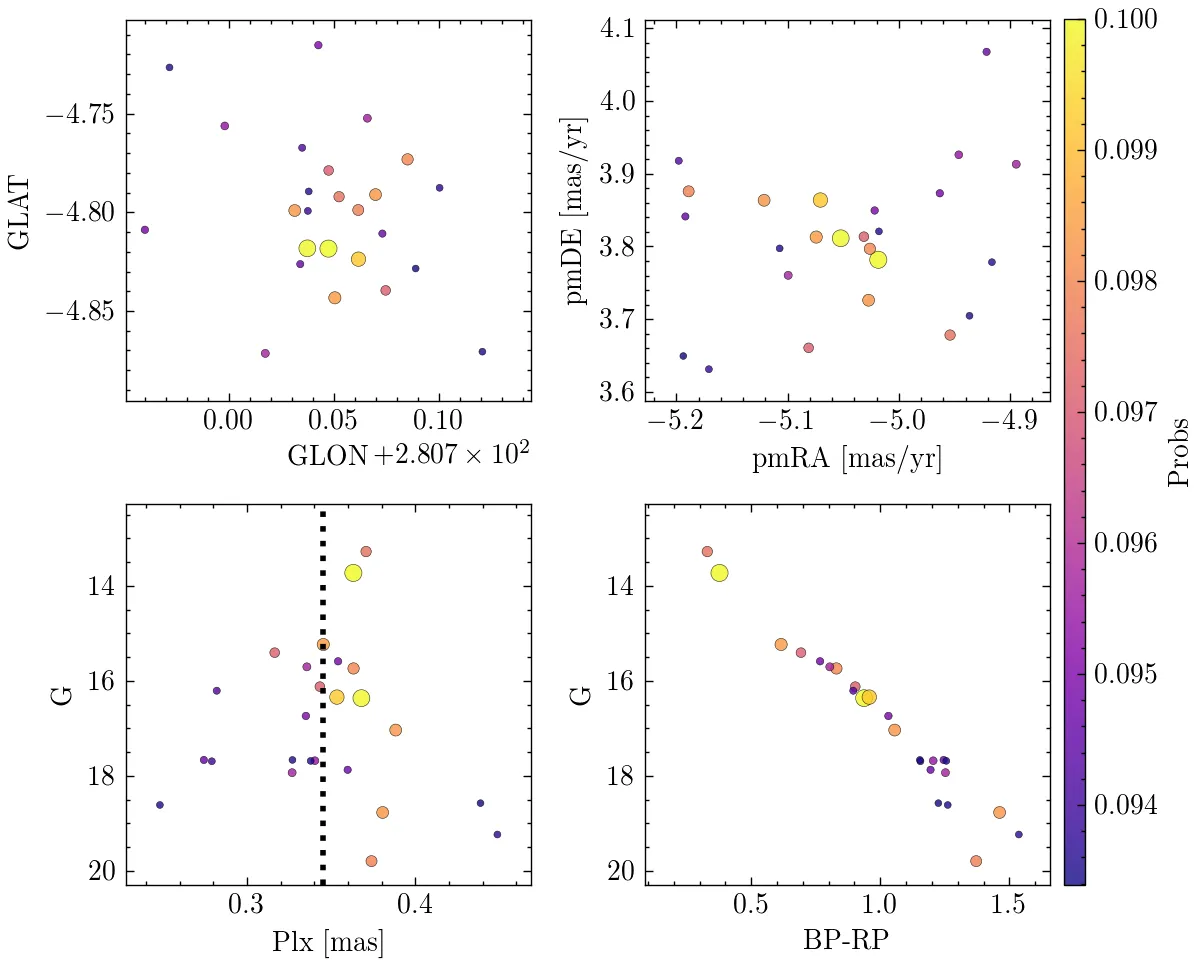 −4.75
−4.80
−4.85
GLAT
0.00 0.05 0.10
GLON +2.807 × 10²
4.1
4.0
3.9
3.8
3.7
3.6
pmDE [mas/yr]
−5.2 −5.1 −5.0 −4.9
pmRA [mas/yr]
14
16
18
20
G
0.3 0.4
Plx [mas]
14
16
18
20
G
0.5 1.0 1.5
BP-RP
0.100
0.099
0.098
0.097
0.096
0.095
0.094
Probs